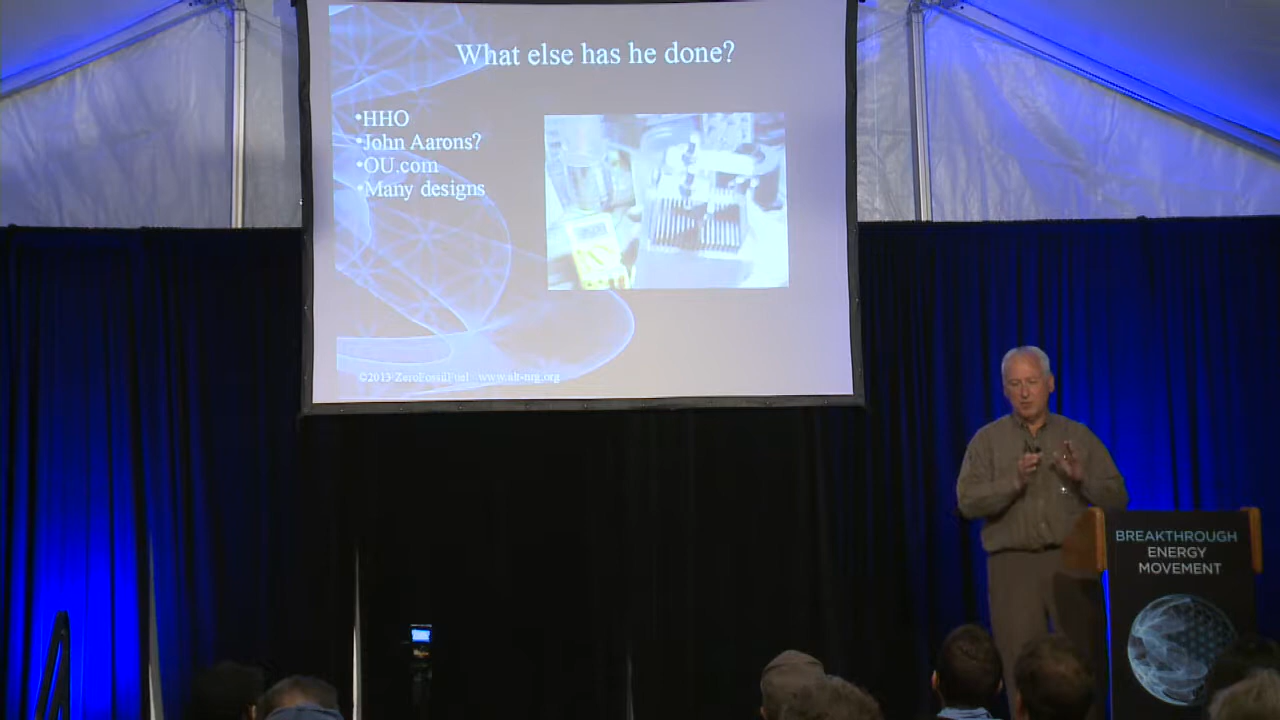 What else has he done?
•HHO
•John Aarons?
•OU.com
•Many designs
©2013 ZeroFossilFuel www.alt-nrg.org
BREAKTHROUGH
ENERGY
MOVEMENT